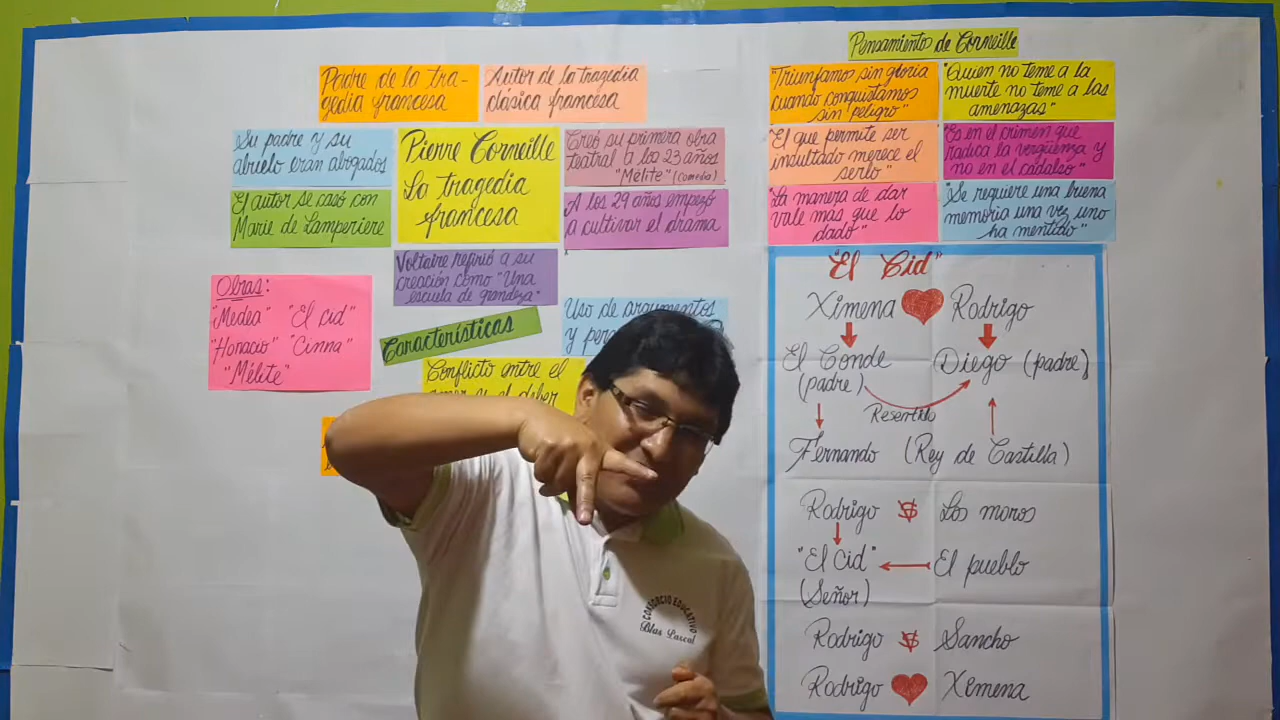 Padre de la tra-
gedia francesa
Autor de la tragedia
clásica francesa
Su padre y su
abuelo eran abogados
El autor se casó con
Marie de Lamperiere
Pierre Corneille
La tragedia
francesa
Creó su primera obra
teatral a los 23 años
"Mélite" (Comedia)
A los 29 años empezó
a cultivar el drama
Voltaire refirió a su
creación como "Una
escuela de grandeza"
Obras:
"Medea" "El cid"
"Horacio" "Cinna"
"Mélite"
Características
Uso de argumentos
y
Conflicto entre el
amor y el deber
Pensamiento de Corneille
"Triunfamos sin gloria
cuando conquistamos
sin peligro"
"Quien no teme a la
muerte no teme a las
amenazas"
"El que permite ser
insultado merece el
serlo"
"Es en el crimen que
radica la vergüenza y
no en el cadalso"
"La manera de dar
vale mas que lo
dado"
"Se requiere una buena
memoria una vez uno
ha mentido"
"El Cid"
Ximena Rodrigo
El Conde Diego (padre)
(padre)
Resentido
Fernando (Rey de Castilla)
Rodrigo VS Los moros
"El Cid" El pueblo
(Señor)
Rodrigo VS Sancho
Rodrigo Ximena
CONSORCIO EDUCATIVO
Blas Pascal